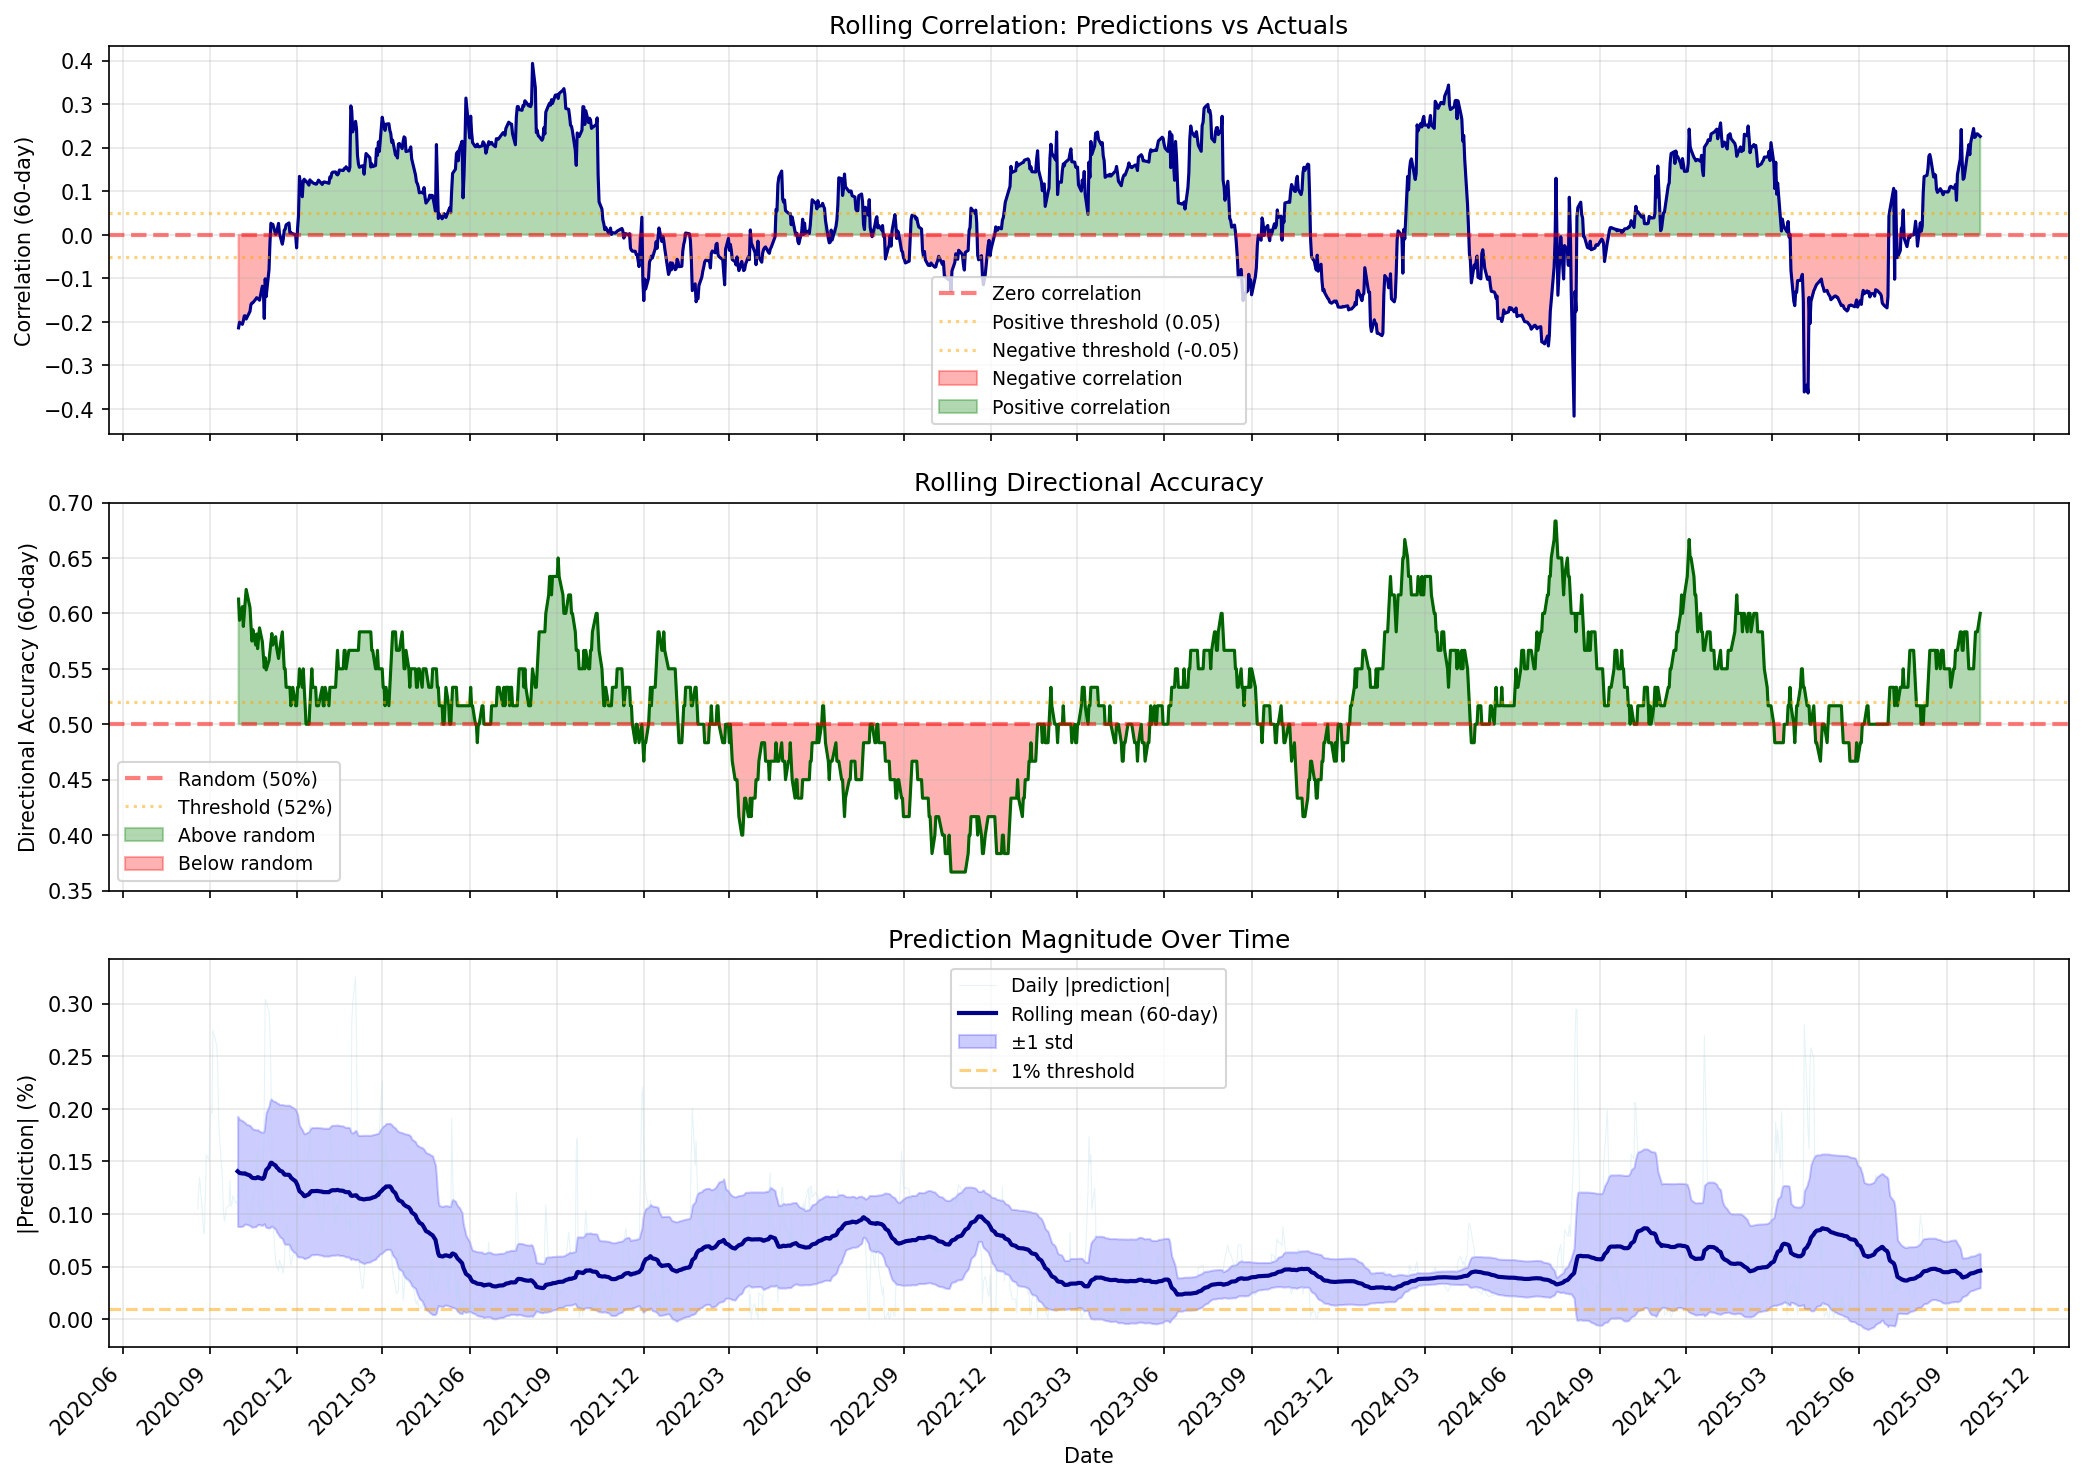 Rolling Correlation: Predictions vs Actuals
Correlation (60-day)
0.4
0.3
0.2
0.1
0.0
−0.1
−0.2
−0.3
−0.4
Zero correlation
Positive threshold (0.05)
Negative threshold (-0.05)
Negative correlation
Positive correlation
Rolling Directional Accuracy
Directional Accuracy (60-day)
0.70
0.65
0.60
0.55
0.50
0.45
0.40
0.35
Random (50%)
Threshold (52%)
Above random
Below random
Prediction Magnitude Over Time
|Prediction| (%)
0.30
0.25
0.20
0.15
0.10
0.05
0.00
Daily |prediction|
Rolling mean (60-day)
±1 std
1% threshold
2020-06
2020-09
2020-12
2021-03
2021-06
2021-09
2021-12
2022-03
2022-06
2022-09
2022-12
2023-03
2023-06
2023-09
2023-12
2024-03
2024-06
2024-09
2024-12
2025-03
2025-06
2025-09
2025-12
Date